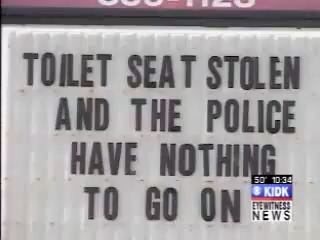 TOILET SEAT STOLEN
AND THE POLICE
HAVE NOTHING
TO GO ON
50° 10:34
KIDK
EYEWITNESS
NEWS